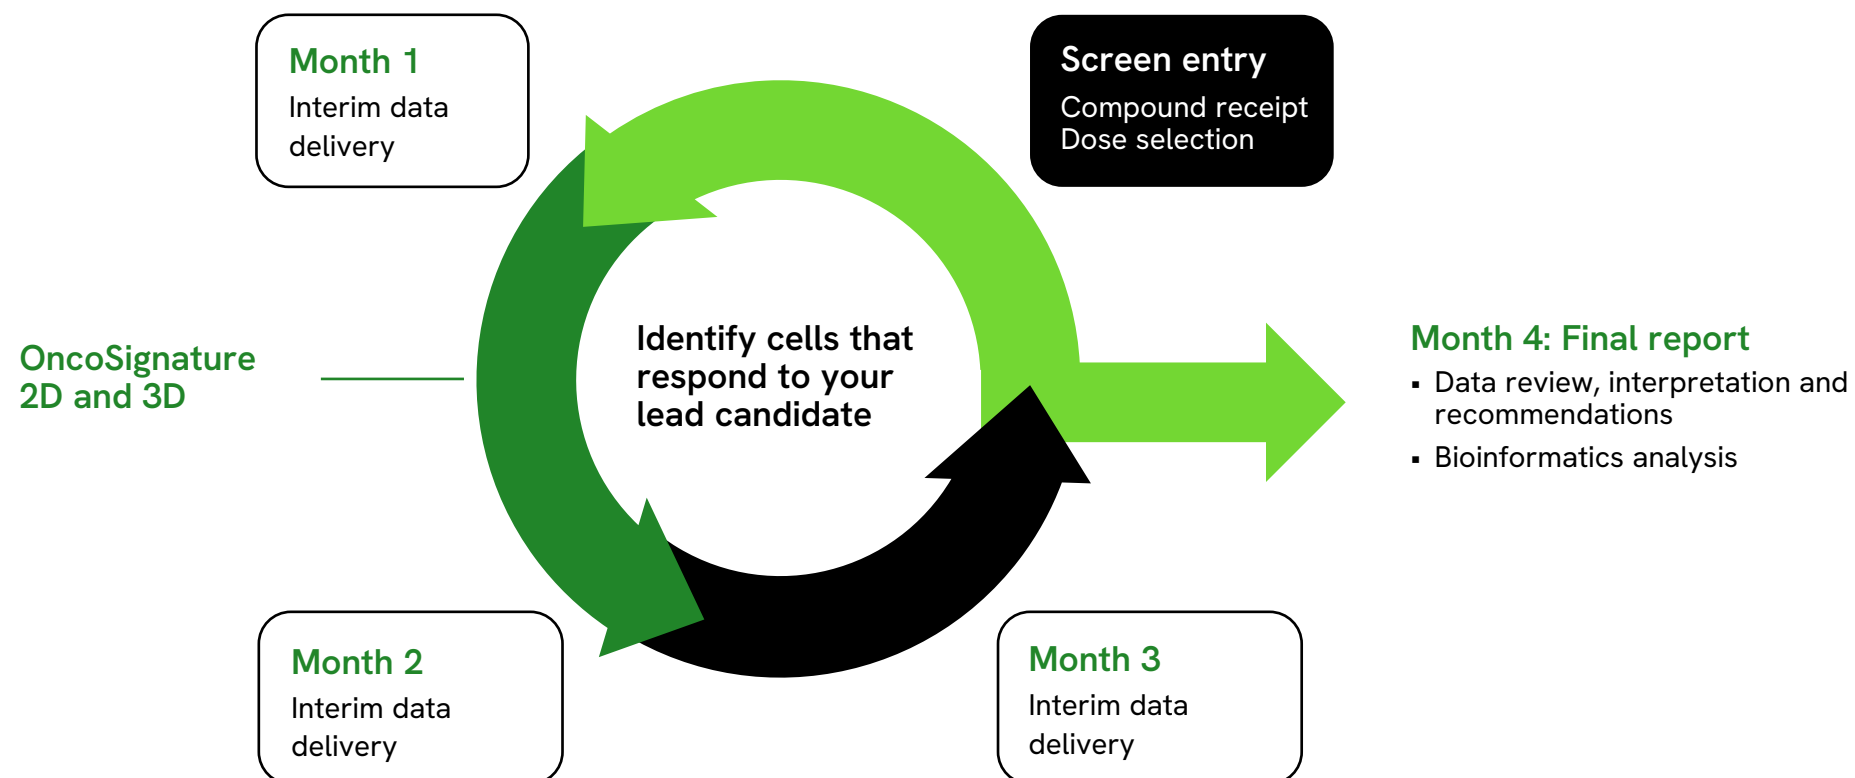 Month 1
Interim data
delivery
Screen entry
Compound receipt
Dose selection
OncoSignature
2D and 3D
Identify cells that
respond to your
lead candidate
Month 4: Final report
▪ Data review, interpretation and
recommendations
▪ Bioinformatics analysis
Month 2
Interim data
delivery
Month 3
Interim data
delivery